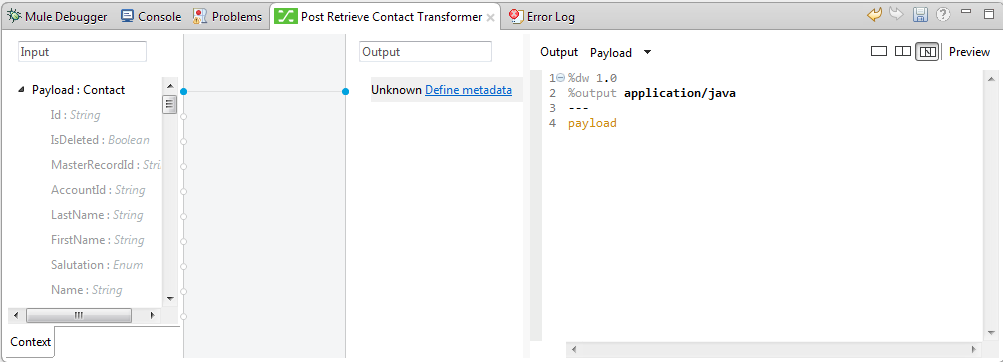 Mule Debugger Console Problems Post Retrieve Contact Transformer Error Log
Input
Payload : Contact
Id : String
IsDeleted : Boolean
MasterRecordId : Stri
AccountId : String
LastName : String
FirstName : String
Salutation : Enum
Name : String
Context
Output
Unknown Define metadata
Output Payload Preview
1 %dw 1.0
2 %output application/java
3 ---
4 payload